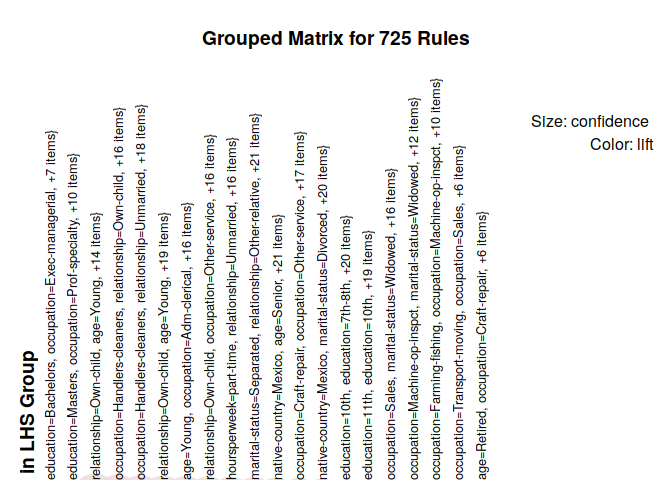 Grouped Matrix for 725 Rules
Size: confidence
Color: lift
in LHS Group
education=Bachelors, occupation=Exec-managerial, +7 items}
education=Masters, occupation=Prof-specialty, +10 items}
relationship=Own-child, age=Young, +14 items}
occupation=Handlers-cleaners, relationship=Own-child, +16 items}
occupation=Handlers-cleaners, relationship=Unmarried, +18 items}
relationship=Own-child, age=Young, +19 items}
age=Young, occupation=Adm-clerical, +16 items}
relationship=Own-child, occupation=Other-service, +16 items}
hoursperweek=part-time, relationship=Unmarried, +16 items}
marital-status=Separated, relationship=Other-relative, +21 items}
native-country=Mexico, age=Senior, +21 items}
occupation=Craft-repair, occupation=Other-service, +17 items}
native-country=Mexico, marital-status=Divorced, +20 items}
education=10th, education=7th-8th, +20 items}
education=11th, education=10th, +19 items}
occupation=Sales, marital-status=Widowed, +16 items}
occupation=Machine-op-inspct, marital-status=Widowed, +12 items}
occupation=Farming-fishing, occupation=Machine-op-inspct, +10 items}
occupation=Transport-moving, occupation=Sales, +6 items}
age=Retired, occupation=Craft-repair, +6 items}